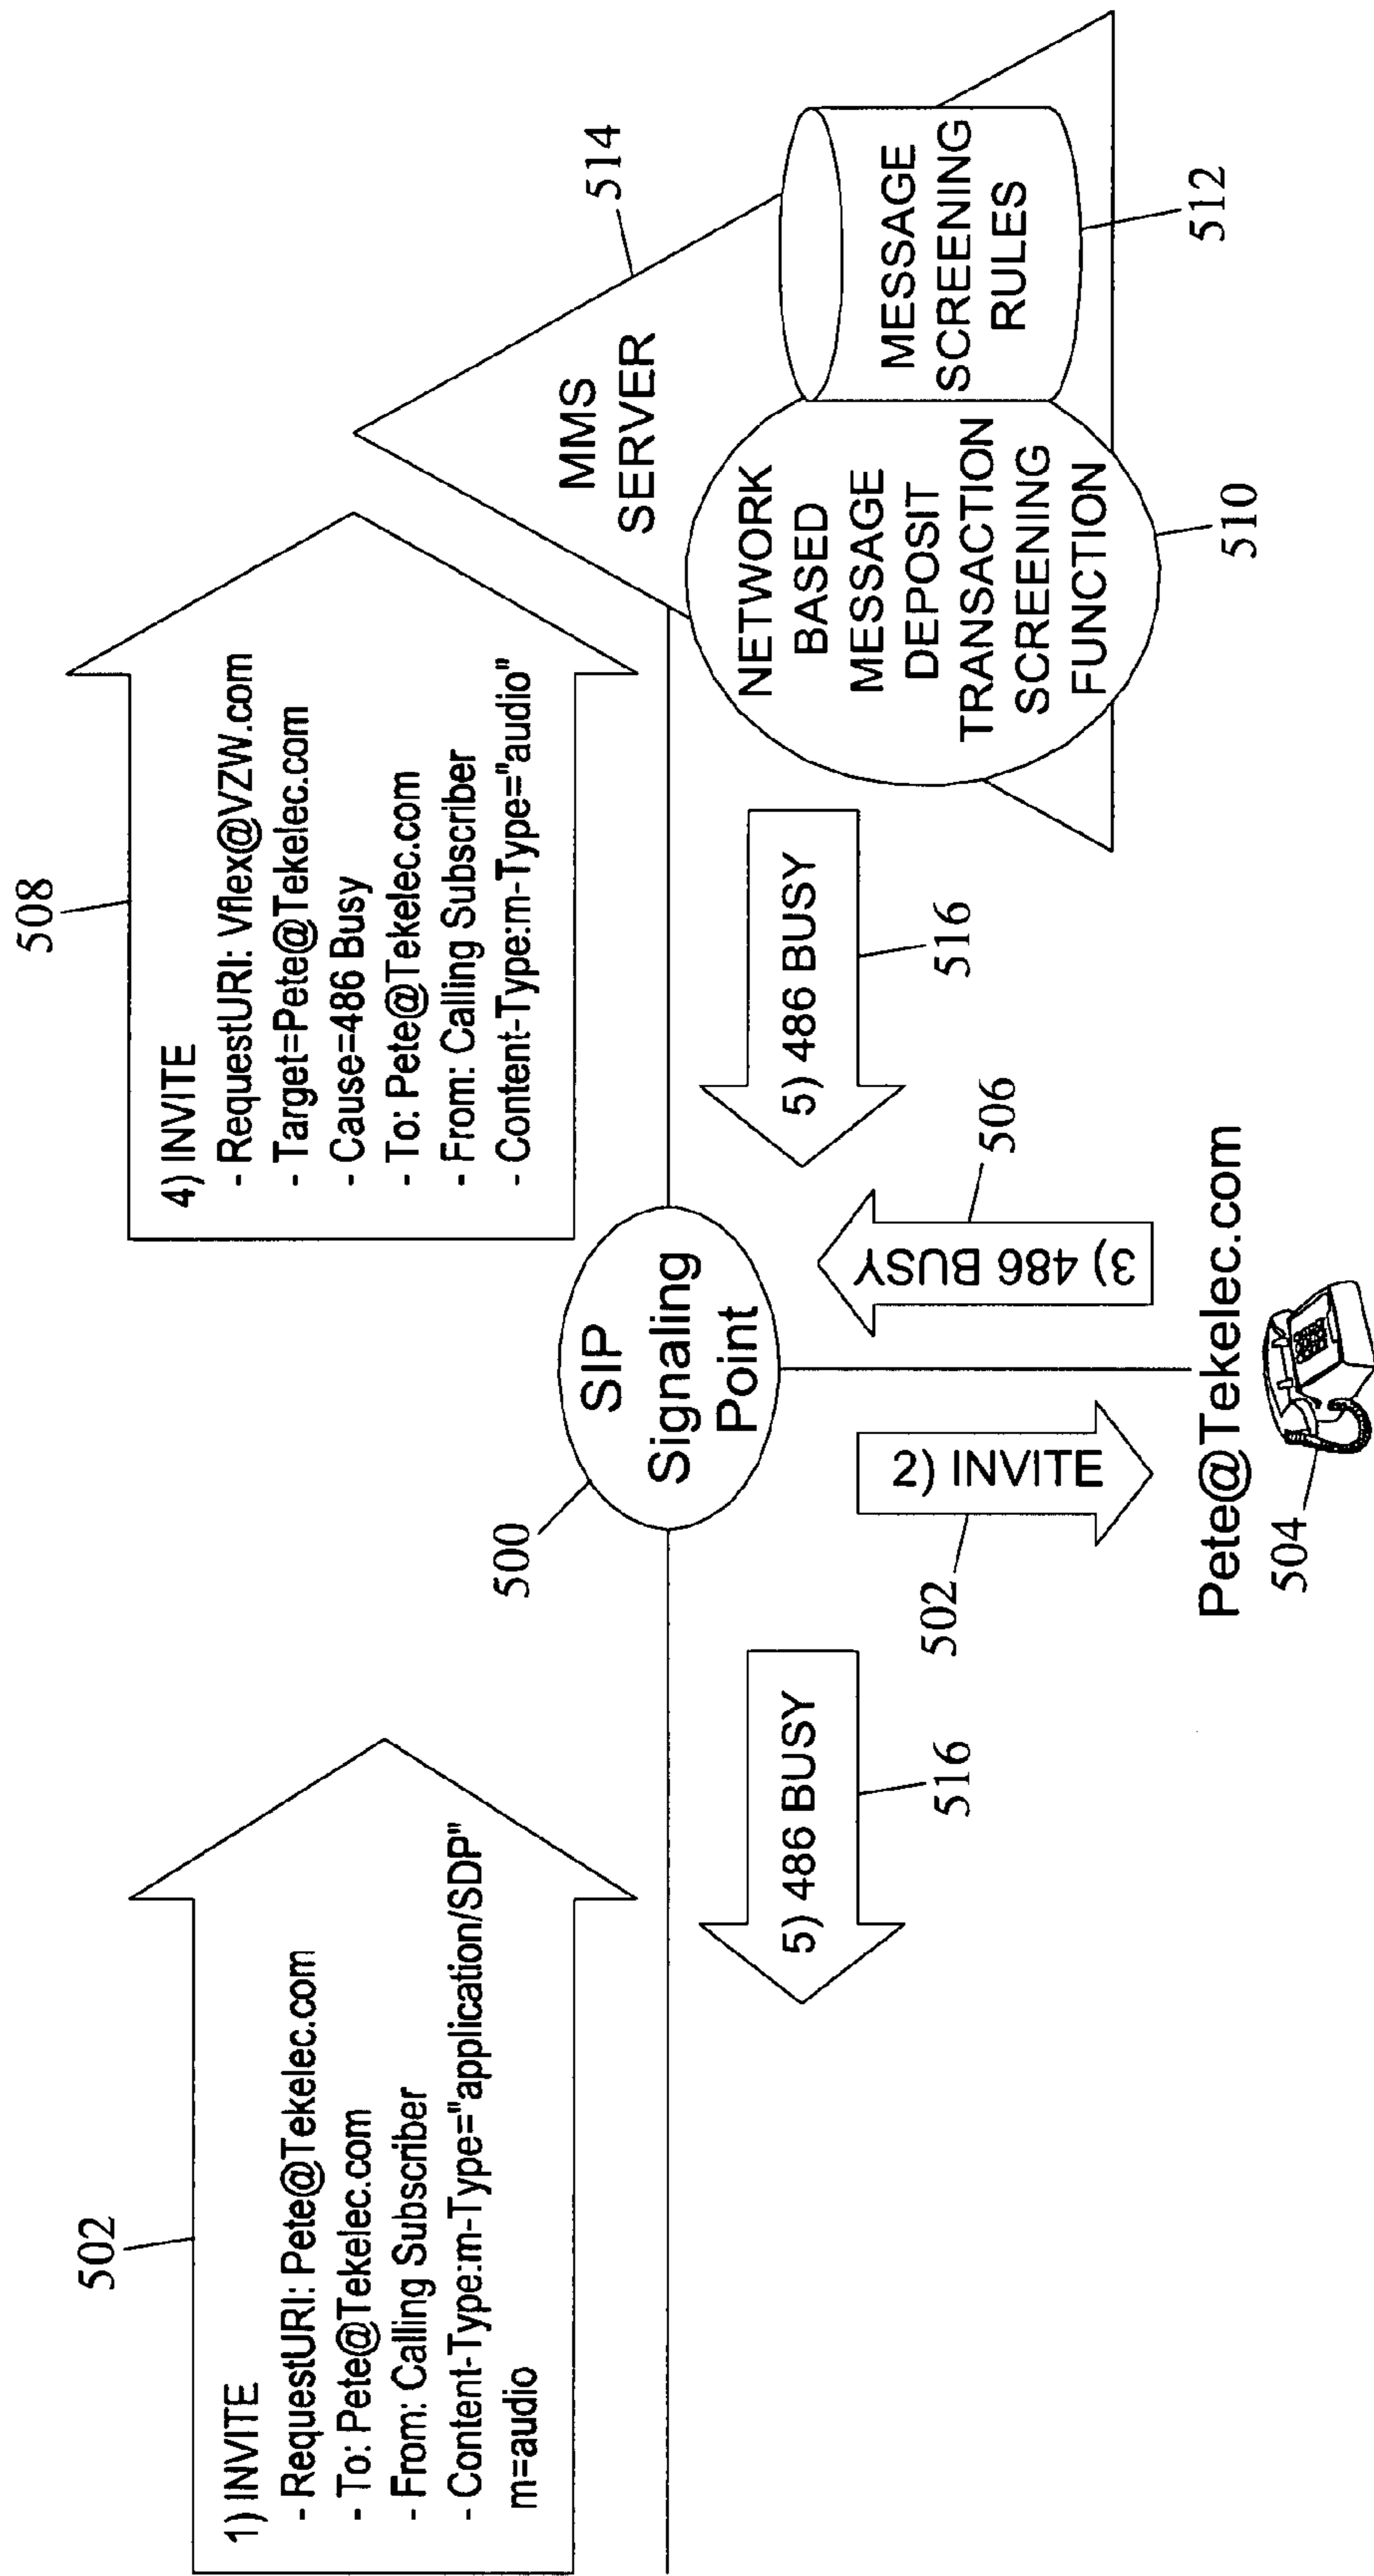 502
1) INVITE
- RequestURI: Pete@Tekelec.com
- To: Pete@Tekelec.com
- From: Calling Subscriber
- Content-Type:m-Type="application/SDP"
m=audio
508
4) INVITE
- RequestURI: Vflex@VZW.com
- Target=Pete@Tekelec.com
- Cause=486 Busy
- To: Pete@Tekelec.com
- From: Calling Subscriber
- Content-Type:m-Type="audio"
500
SIP
Signaling
Point
514
MMS
SERVER
NETWORK
BASED
MESSAGE
DEPOSIT
TRANSACTION
SCREENING
FUNCTION
510
MESSAGE
SCREENING
RULES
512
5) 486 BUSY
516
2) INVITE
502
3) 486 BUSY
506
5) 486 BUSY
516
Pete@Tekelec.com
504